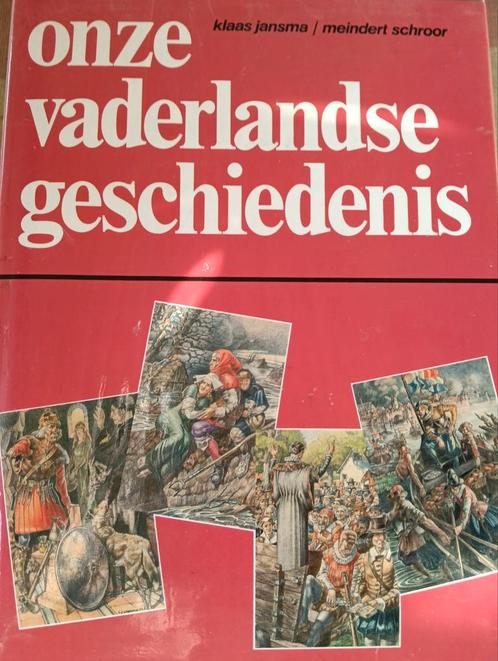 klaas jansma / meindert schroor
onze
vaderlandse
geschiedenis